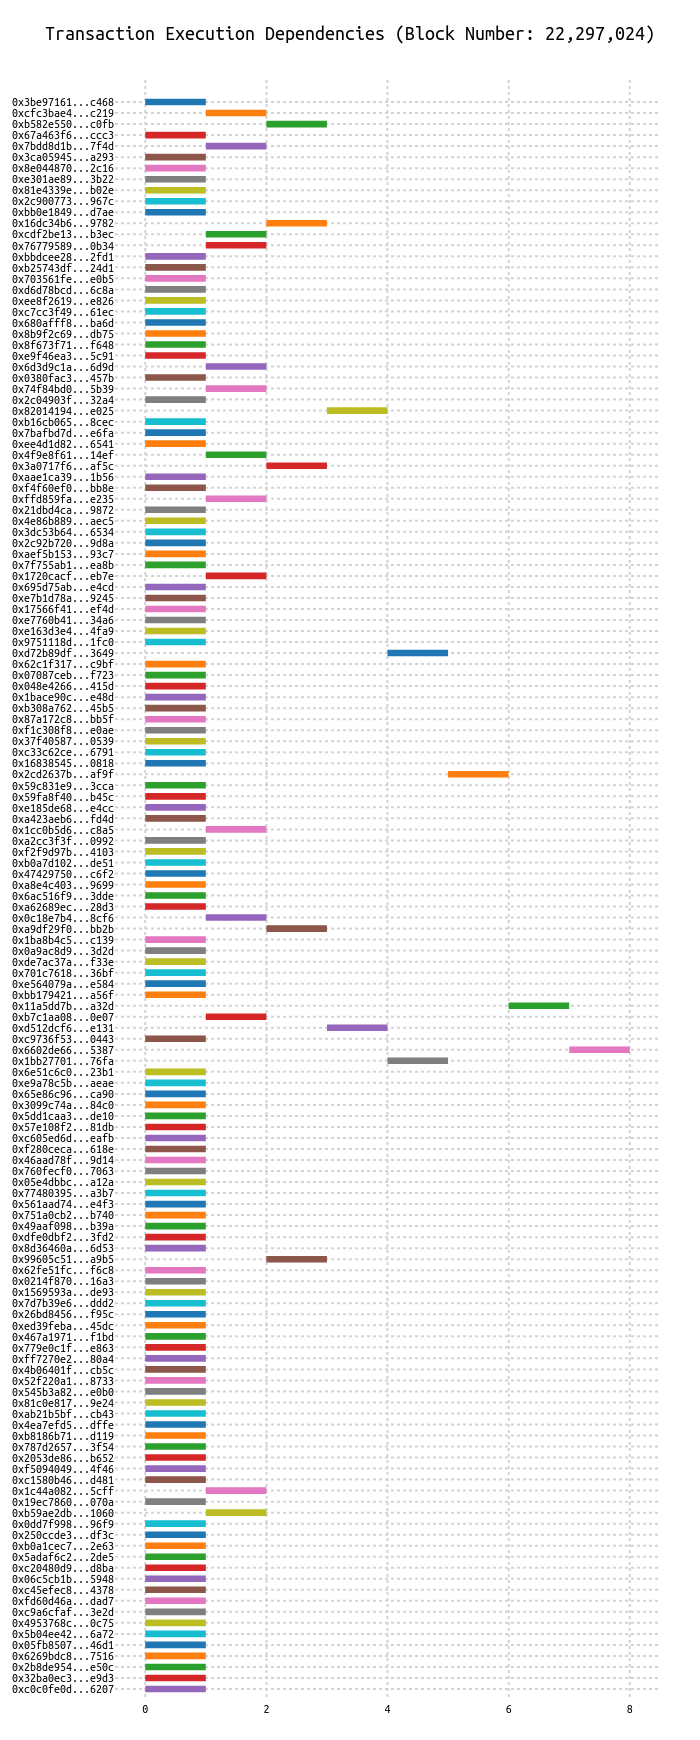 Transaction Execution Dependencies (Block Number: 22,297,024)
0x3be97161...c468
0xcfc3bae4...c219
0xb582e550...c0fb
0x67a463f6...ccc3
0x7bdd8d1b...7f4d
0x3ca05945...a293
0x8e044870...2c16
0xe301ae89...3b22
0x81e4339e...b02e
0x2c900773...967c
0xbb0e1849...d7ae
0x16dc34b6...9782
0xcdf2be13...b3ec
0x76779589...0b34
0xbbdcee28...2fd1
0xb25743df...24d1
0x703561fe...e0b5
0xd6d78bcd...6c8a
0xee8f2619...e826
0xc7cc3f49...61ec
0x680afff8...ba6d
0x8b9f2c69...db75
0x8f673f71...f648
0xe9f46ea3...5c91
0x6d3d9c1a...6d9d
0x0380fac3...457b
0x74f84bd0...5b39
0x2c04903f...32a4
0x82014194...e025
0xb16cb065...8cec
0x7bafbd7d...e6fa
0xee4d1d82...6541
0x4f9e8f61...14ef
0x3a0717f6...af5c
0xaae1ca39...1b56
0xf4f60ef0...bb8e
0xffd859fa...e235
0x21dbd4ca...9872
0x4e86b889...aec5
0x3dc53b64...6534
0x2c92b720...9d8a
0xaef5b153...93c7
0x7f755ab1...ea8b
0x1720cacf...eb7e
0x695d75ab...e4cd
0xe7b1d78a...9245
0x17566f41...ef4d
0xe7760b41...34a6
0xe163d3e4...4fa9
0x9751118d...1fc0
0xd72b89df...3649
0x62c1f317...c9bf
0x07087ceb...f723
0x048e4266...415d
0x1bace90c...e48d
0xb308a762...45b5
0x87a172c8...bb5f
0xf1c308f8...e0ae
0x37f40587...0539
0xc33c62ce...6791
0x16838545...0818
0x2cd2637b...af9f
0x59c831e9...3cca
0x59fa8f40...b45c
0xe185de68...e4cc
0xa423aeb6...fd4d
0x1cc0b5d6...c8a5
0xa2cc3f3f...0992
0xf2f9d97b...4103
0xb0a7d102...de51
0x47429750...c6f2
0xa8e4c403...9699
0x6ac516f9...3dde
0xa62689ec...28d3
0x0c18e7b4...8cf6
0xa9df29f0...bb2b
0x1ba8b4c5...c139
0x0a9ac8d9...3d2d
0xde7ac37a...f33e
0x701c7618...36bf
0xe564079a...e584
0xbb179421...a56f
0x11a5dd7b...a32d
0xb7c1aa08...0e07
0xd512dcf6...e131
0xc9736f53...0443
0x6602de66...5387
0x1bb27701...76fa
0x6e51c6c0...23b1
0xe9a78c5b...aeae
0x65e86c96...ca90
0x3099c74a...84c0
0x5dd1caa3...de10
0x57e108f2...81db
0xc605ed6d...eafb
0xf280ceca...618e
0x46aad78f...9d14
0x760fecf0...7063
0x05e4dbbc...a12a
0x77480395...a3b7
0x561aad74...e4f3
0x751a0cb2...b740
0x49aaf098...b39a
0xdfe0dbf2...3fd2
0x8d36460a...6d53
0x99605c51...a9b5
0x62fe51fc...f6c8
0x0214f870...16a3
0x1569593a...de93
0x7d7b39e6...ddd2
0x26bd8456...f95c
0xed39feba...45dc
0x467a1971...f1bd
0x779e0c1f...e863
0xff7270e2...80a4
0x4b06401f...cb5c
0x52f220a1...8733
0x545b3a82...e0b0
0x81c0e817...9e24
0xab21b5bf...cb43
0x4ea7efd5...dffe
0xb8186b71...d119
0x787d2657...3f54
0x2053de86...b652
0xf5094049...4f46
0xc1580b46...d481
0x1c44a082...5cff
0x19ec7860...070a
0xb59ae2db...1060
0x0dd7f998...96f9
0x250ccde3...df3c
0xb0a1cec7...2e63
0x5adaf6c2...2de5
0xc20480d9...d8ba
0x06c5cb1b...5948
0xc45efec8...4378
0xfd60d46a...dad7
0xc9a6cfaf...3e2d
0x4953768c...0c75
0x5b04ee42...6a72
0x05fb8507...46d1
0x6269bdc8...7516
0x2b8de954...e50c
0x32ba0ec3...e9d3
0xc0c0fe0d...6207
0 2 4 6 8